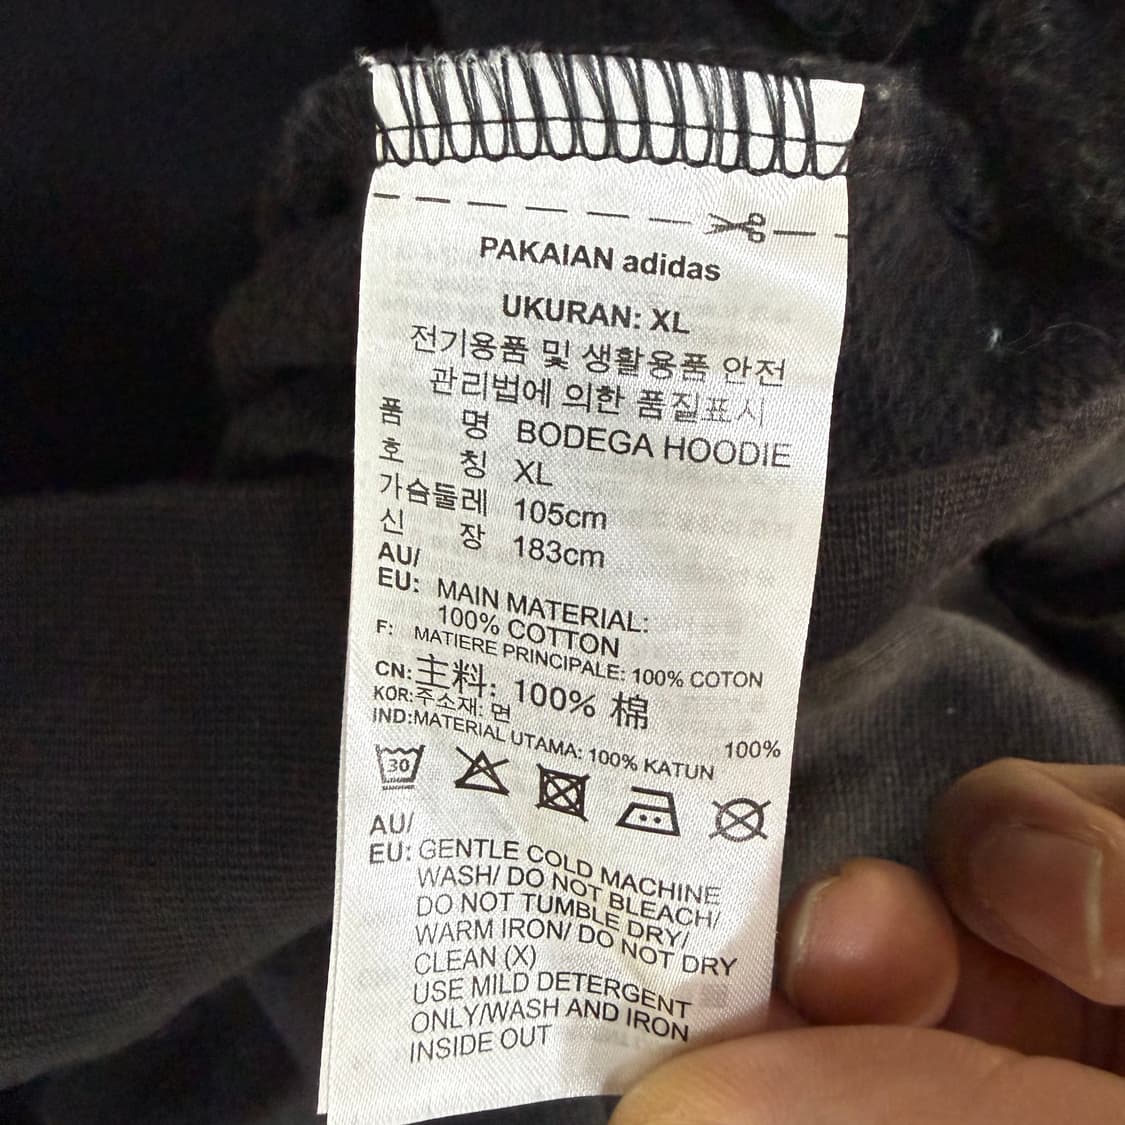 PAKAIAN adidas
UKURAN: XL
전기용품 및 생활용품 안전
관리법에 의한 품질표시
품 명 BODEGA HOODIE
호 칭 XL
가슴둘레 105cm
신 장 183cm
AU/
EU: MAIN MATERIAL:
100% COTTON
F: MATIERE PRINCIPALE: 100% COTON
CN:主料: 100% 棉
KOR:주소재: 면 100%
IND:MATERIAL UTAMA: 100% KATUN
30
AU/
EU: GENTLE COLD MACHINE
WASH/ DO NOT BLEACH/
DO NOT TUMBLE DRY/
WARM IRON/ DO NOT DRY
CLEAN (X)
USE MILD DETERGENT
ONLY/WASH AND IRON
INSIDE OUT